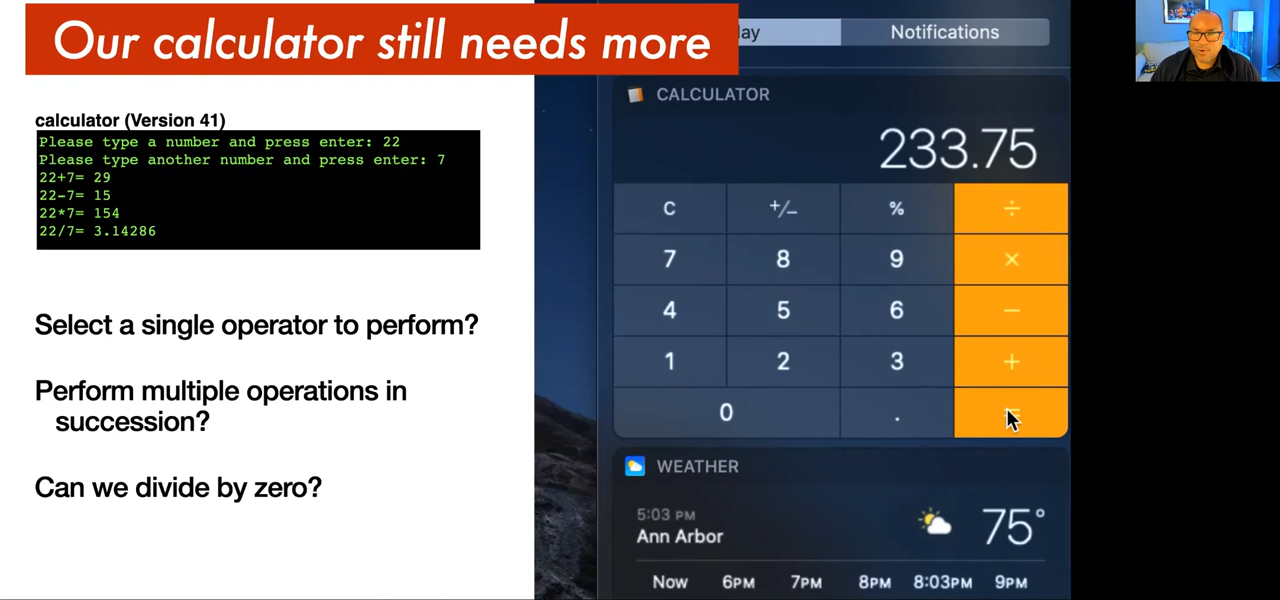 Our calculator still needs more
calculator (Version 41)
Please type a number and press enter: 22
Please type another number and press enter: 7
22+7= 29
22-7= 15
22*7= 154
22/7= 3.14286
Select a single operator to perform?
Perform multiple operations in
succession?
Can we divide by zero?
Notifications
CALCULATOR
233.75
C +/− % ÷
7 8 9 ×
4 5 6 −
1 2 3 +
0 . =
WEATHER
5:03 PM
Ann Arbor
75°
Now 6PM 7PM 8PM 8:03PM 9PM